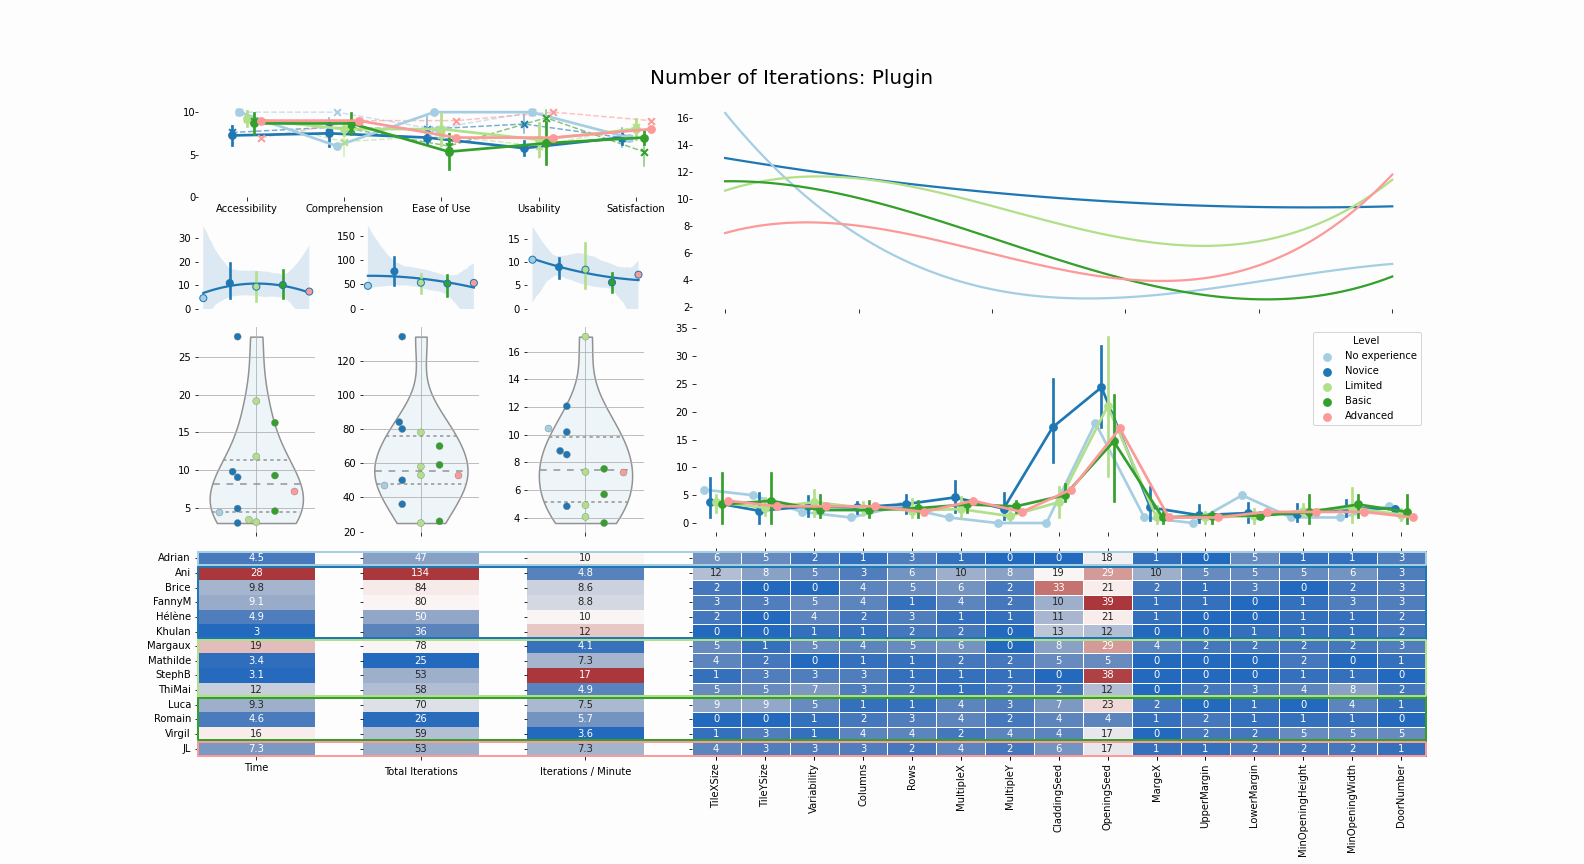 Number of Iterations: Plugin
10
5
0
Accessibility Comprehension Ease of Use Usability Satisfaction
16
14
12
10
8
6
4
2
30
20
10
0
150
100
50
0
15
10
5
0
25
20
15
10
5
120
100
80
60
40
20
16
14
12
10
8
6
4
35
30
25
20
15
10
5
0
Level
No experience
Novice
Limited
Basic
Advanced
Adrian 4.5 47 10 6 5 2 1 3 1 0 0 18 1 0 5 1 1 3
Ani 28 134 4.8 12 8 5 3 6 10 8 19 29 10 5 5 5 6 3
Brice 9.8 84 8.6 2 0 0 4 5 6 2 33 21 2 1 3 0 2 3
FannyM 9.1 80 8.8 3 3 5 4 1 4 2 10 39 1 1 0 1 3 3
Hélène 4.9 50 10 2 0 4 2 3 1 1 11 21 1 0 0 1 1 2
Khulan 3 36 12 0 0 1 1 2 2 0 13 12 0 0 1 1 1 2
Margaux 19 78 4.1 5 1 5 4 5 6 0 8 29 4 2 2 2 2 3
Mathilde 3.4 25 7.3 4 2 0 1 1 2 2 5 5 0 0 0 2 0 1
StephB 3.1 53 17 1 3 3 3 1 1 1 0 38 0 0 0 0 0 0
ThiMai 12 58 4.9 5 5 7 3 2 1 2 2 12 0 2 3 4 8 2
Luca 9.3 70 7.5 9 9 5 1 1 4 3 7 23 2 0 1 0 4 1
Romain 4.6 26 5.7 0 0 1 2 3 4 2 4 4 1 2 1 1 1 0
Virgil 16 59 3.6 1 3 1 4 4 2 4 4 17 0 2 2 5 5 5
JL 7.3 53 7.3 4 3 3 3 2 4 2 6 17 1 1 2 2 2 1
Time Total Iterations Iterations / Minute
TileXSize
TileYSize
Variability
Columns
Rows
MultipleX
MultipleY
CladdingSeed
OpeningSeed
MargeX
UpperMargin
LowerMargin
MinOpeningHeight
MinOpeningWidth
DoorNumber